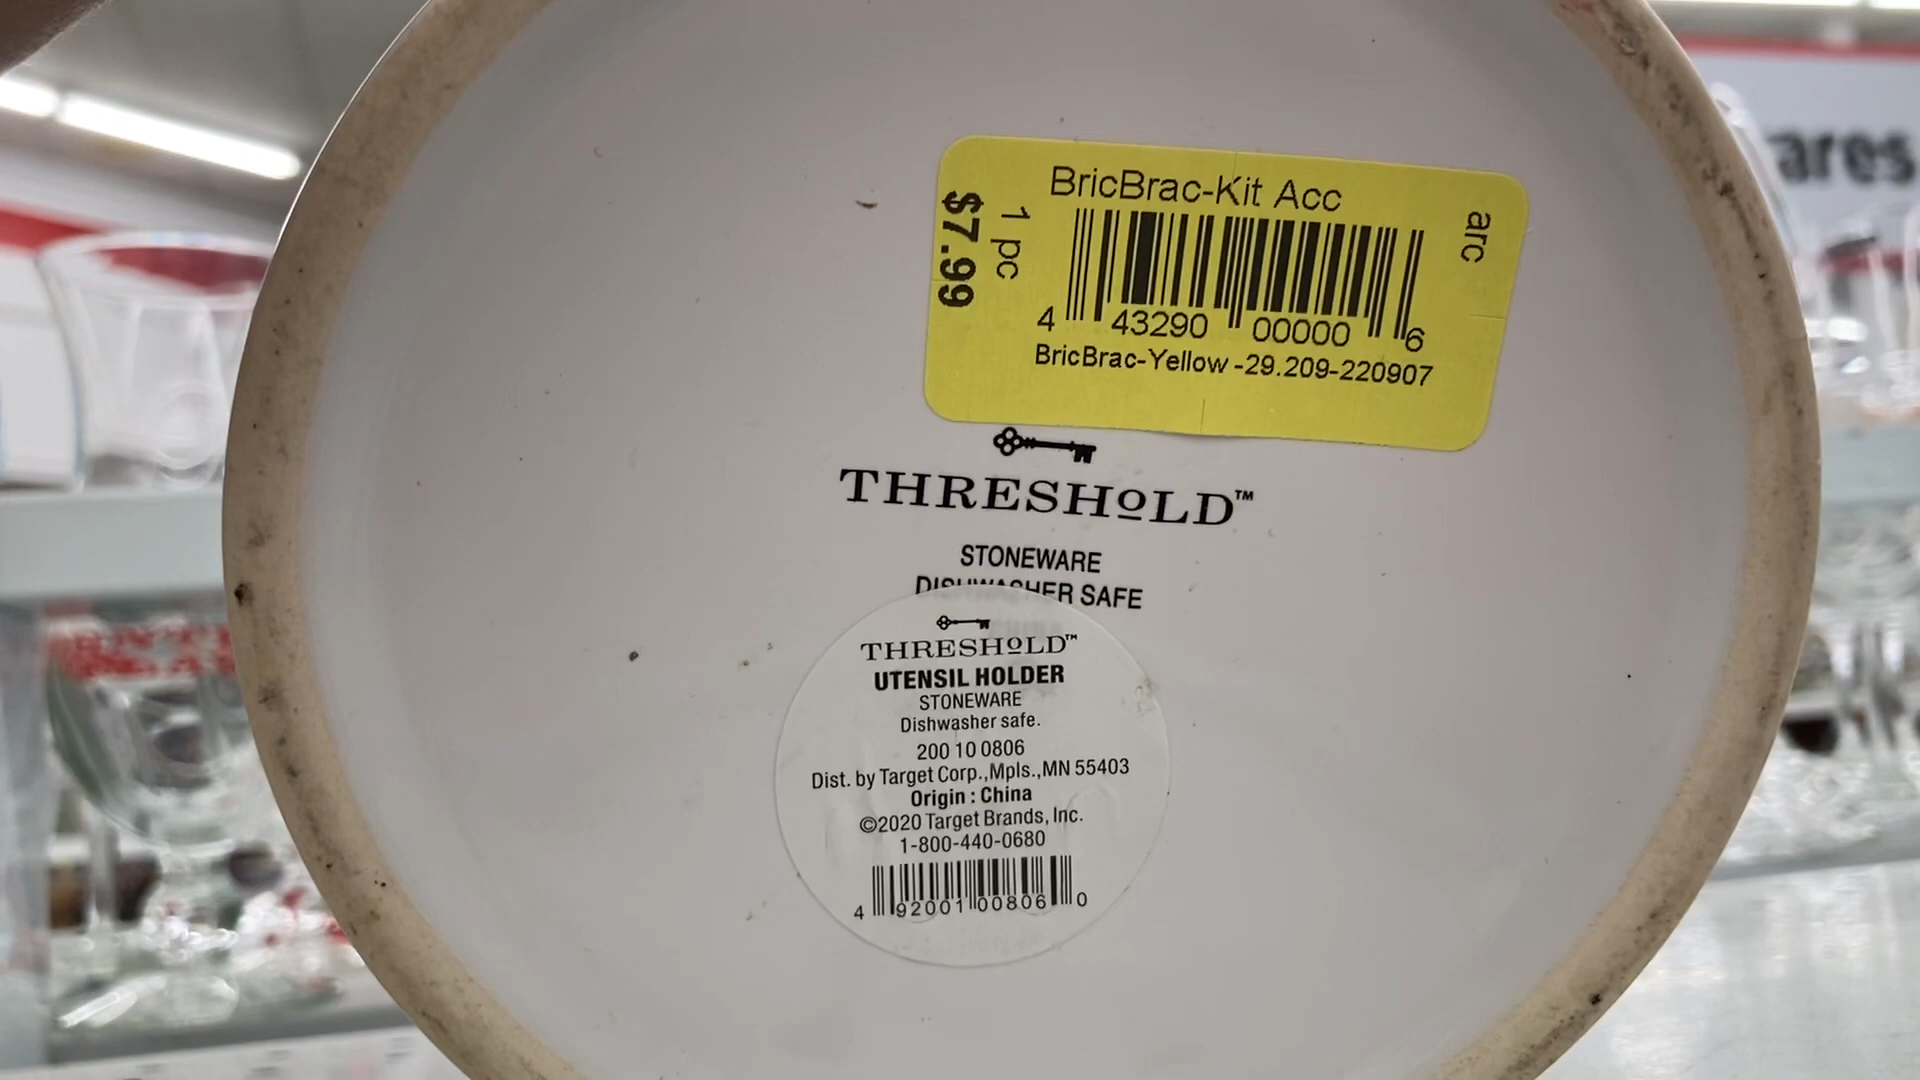 BricBrac-Kit Acc
$7.99
1 pc
arc
4 43290 00000 6
BricBrac-Yellow -29.209-220907
THRESHOLD™
STONEWARE
DISHWASHER SAFE
THRESHOLD™
UTENSIL HOLDER
STONEWARE
Dishwasher safe.
200 10 0806
Dist. by Target Corp.,Mpls.,MN 55403
Origin : China
©2020 Target Brands, Inc.
1-800-440-0680
4 92001 00806 0
ares